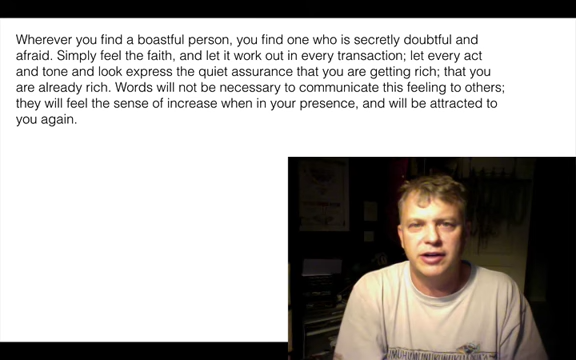 Wherever you find a boastful person, you find one who is secretly doubtful and
afraid. Simply feel the faith, and let it work out in every transaction; let every act
and tone and look express the quiet assurance that you are getting rich; that you
are already rich. Words will not be necessary to communicate this feeling to others;
they will feel the sense of increase when in your presence, and will be attracted to
you again.